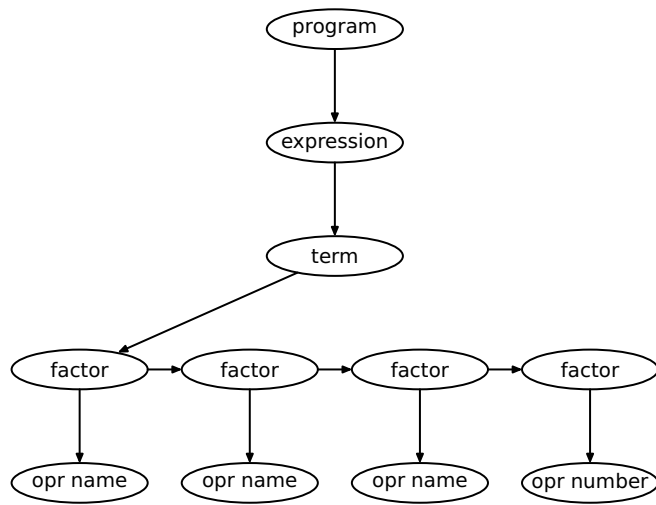 program
expression
term
factor factor factor factor
opr name opr name opr name opr number